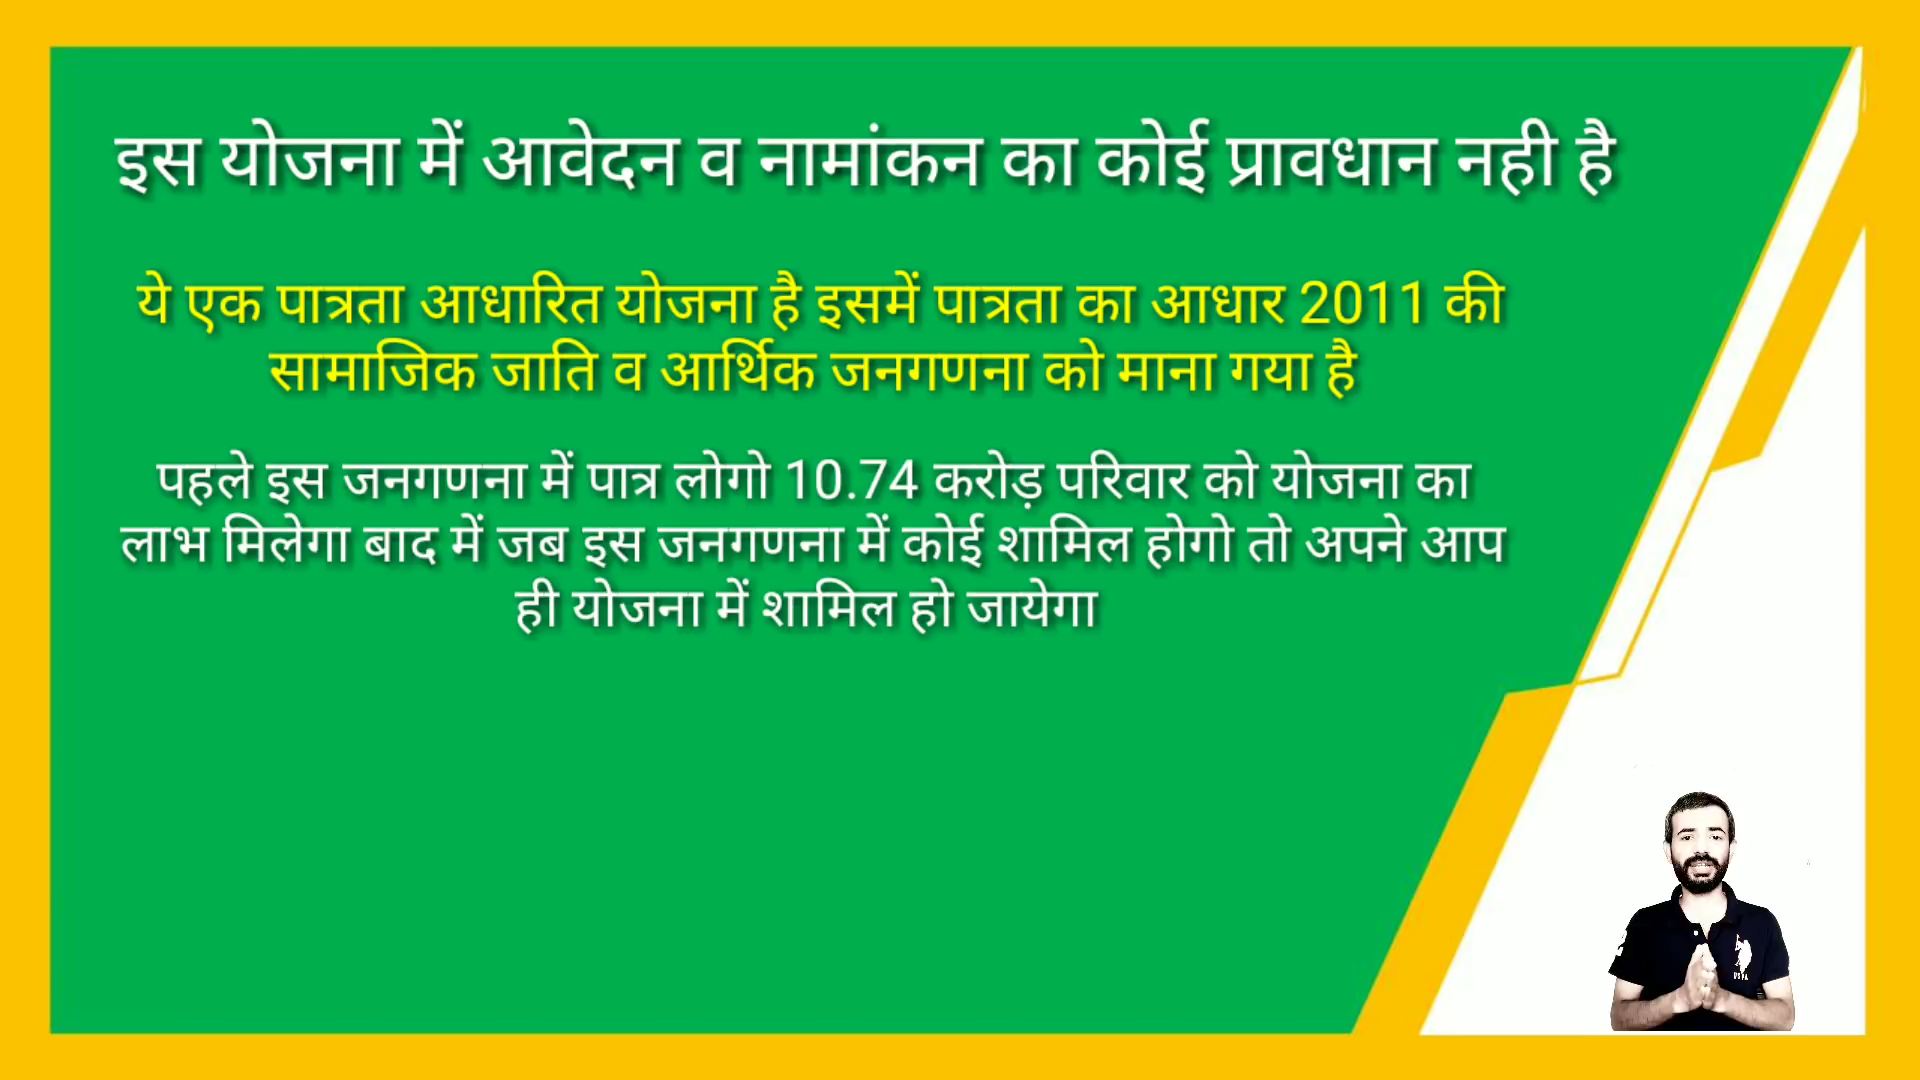 इस योजना में आवेदन व नामांकन का कोई प्रावधान नही है
ये एक पात्रता आधारित योजना है इसमें पात्रता का आधार 2011 की
सामाजिक जाति व आर्थिक जनगणना को माना गया है
पहले इस जनगणना में पात्र लोगो 10.74 करोड़ परिवार को योजना का
लाभ मिलेगा बाद में जब इस जनगणना में कोई शामिल होगो तो अपने आप
ही योजना में शामिल हो जायेगा